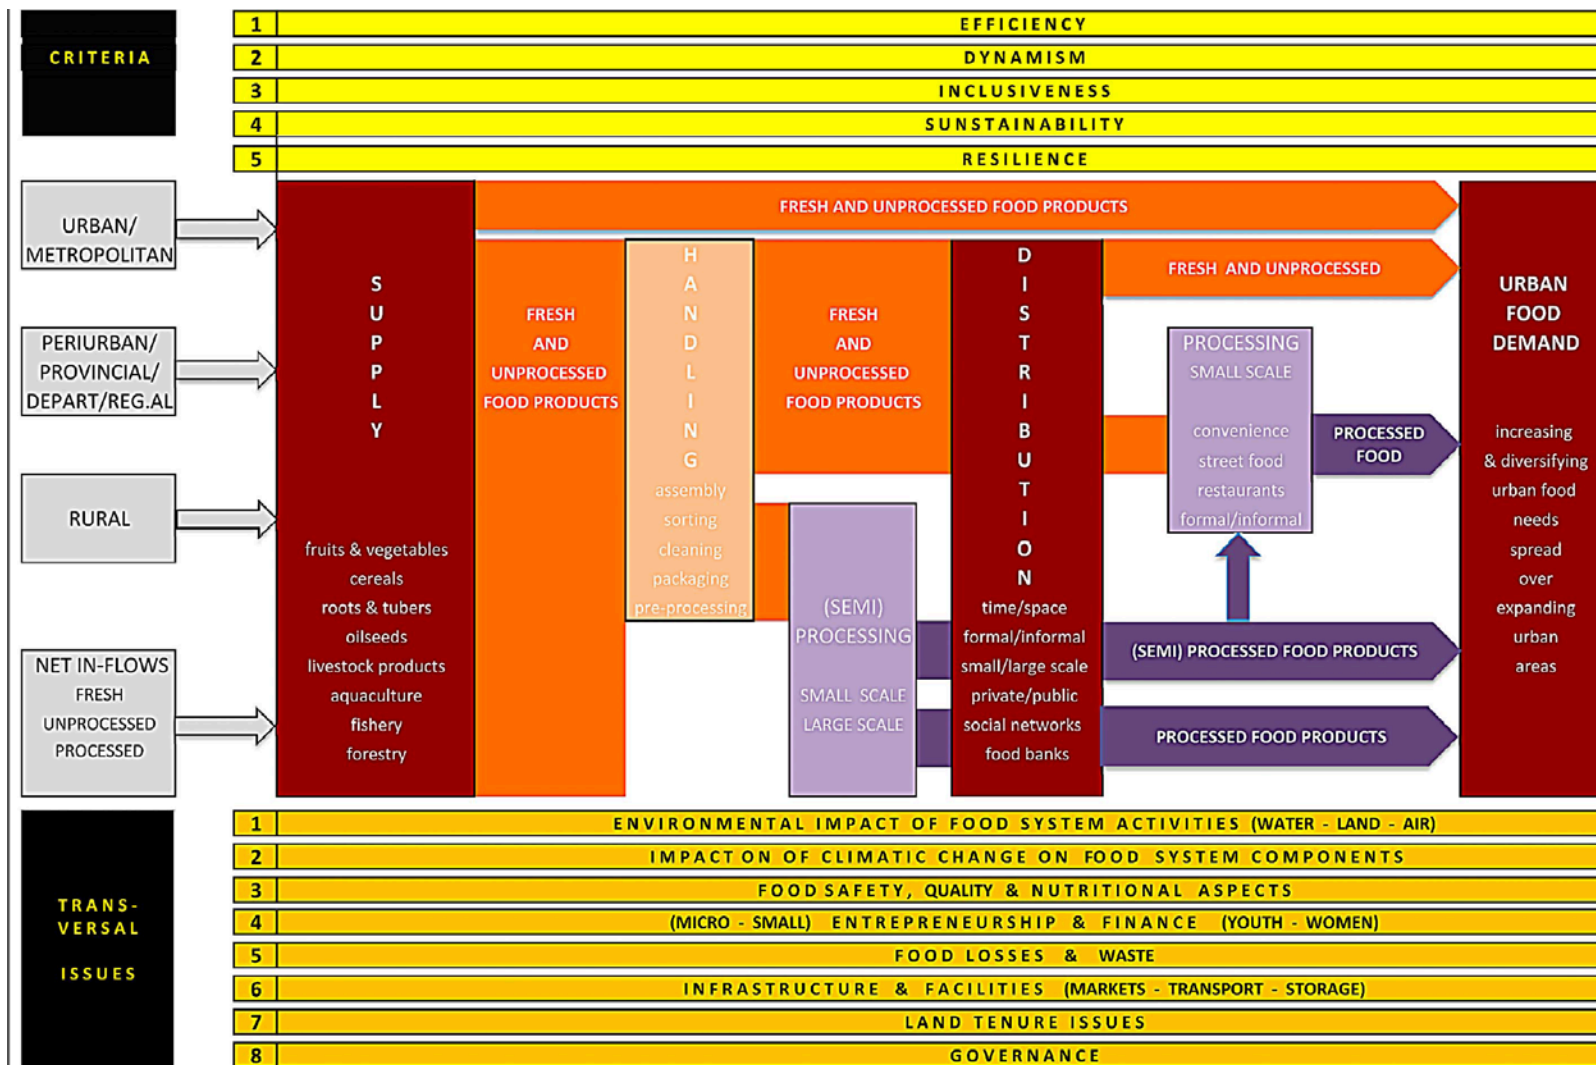 CRITERIA
1 EFFICIENCY
2 DYNAMISM
3 INCLUSIVENESS
4 SUNSTAINABILITY
5 RESILIENCE
URBAN/
METROPOLITAN
PERIURBAN/
PROVINCIAL/
DEPART/REG.AL
RURAL
NET IN-FLOWS
FRESH
UNPROCESSED
PROCESSED
SUPPLY
fruits & vegetables
cereals
roots & tubers
oilseeds
livestock products
aquaculture
fishery
forestry
FRESH AND UNPROCESSED FOOD PRODUCTS
FRESH
AND
UNPROCESSED
FOOD PRODUCTS
HANDLING
assembly
sorting
cleaning
packaging
pre-processing
FRESH
AND
UNPROCESSED
FOOD PRODUCTS
(SEMI)
PROCESSING
SMALL SCALE
LARGE SCALE
DISTRIBUTION
time/space
formal/informal
small/large scale
private/public
social networks
food banks
FRESH AND UNPROCESSED
PROCESSING
SMALL SCALE
convenience
street food
restaurants
formal/informal
PROCESSED
FOOD
(SEMI) PROCESSED FOOD PRODUCTS
PROCESSED FOOD PRODUCTS
URBAN
FOOD
DEMAND
increasing
& diversifying
urban food
needs
spread
over
expanding
urban
areas
TRANS-
VERSAL
ISSUES
1 ENVIRONMENTAL IMPACT OF FOOD SYSTEM ACTIVITIES (WATER - LAND - AIR)
2 IMPACT ON OF CLIMATIC CHANGE ON FOOD SYSTEM COMPONENTS
3 FOOD SAFETY, QUALITY & NUTRITIONAL ASPECTS
4 (MICRO - SMALL) ENTREPRENEURSHIP & FINANCE (YOUTH - WOMEN)
5 FOOD LOSSES & WASTE
6 INFRASTRUCTURE & FACILITIES (MARKETS - TRANSPORT - STORAGE)
7 LAND TENURE ISSUES
8 GOVERNANCE